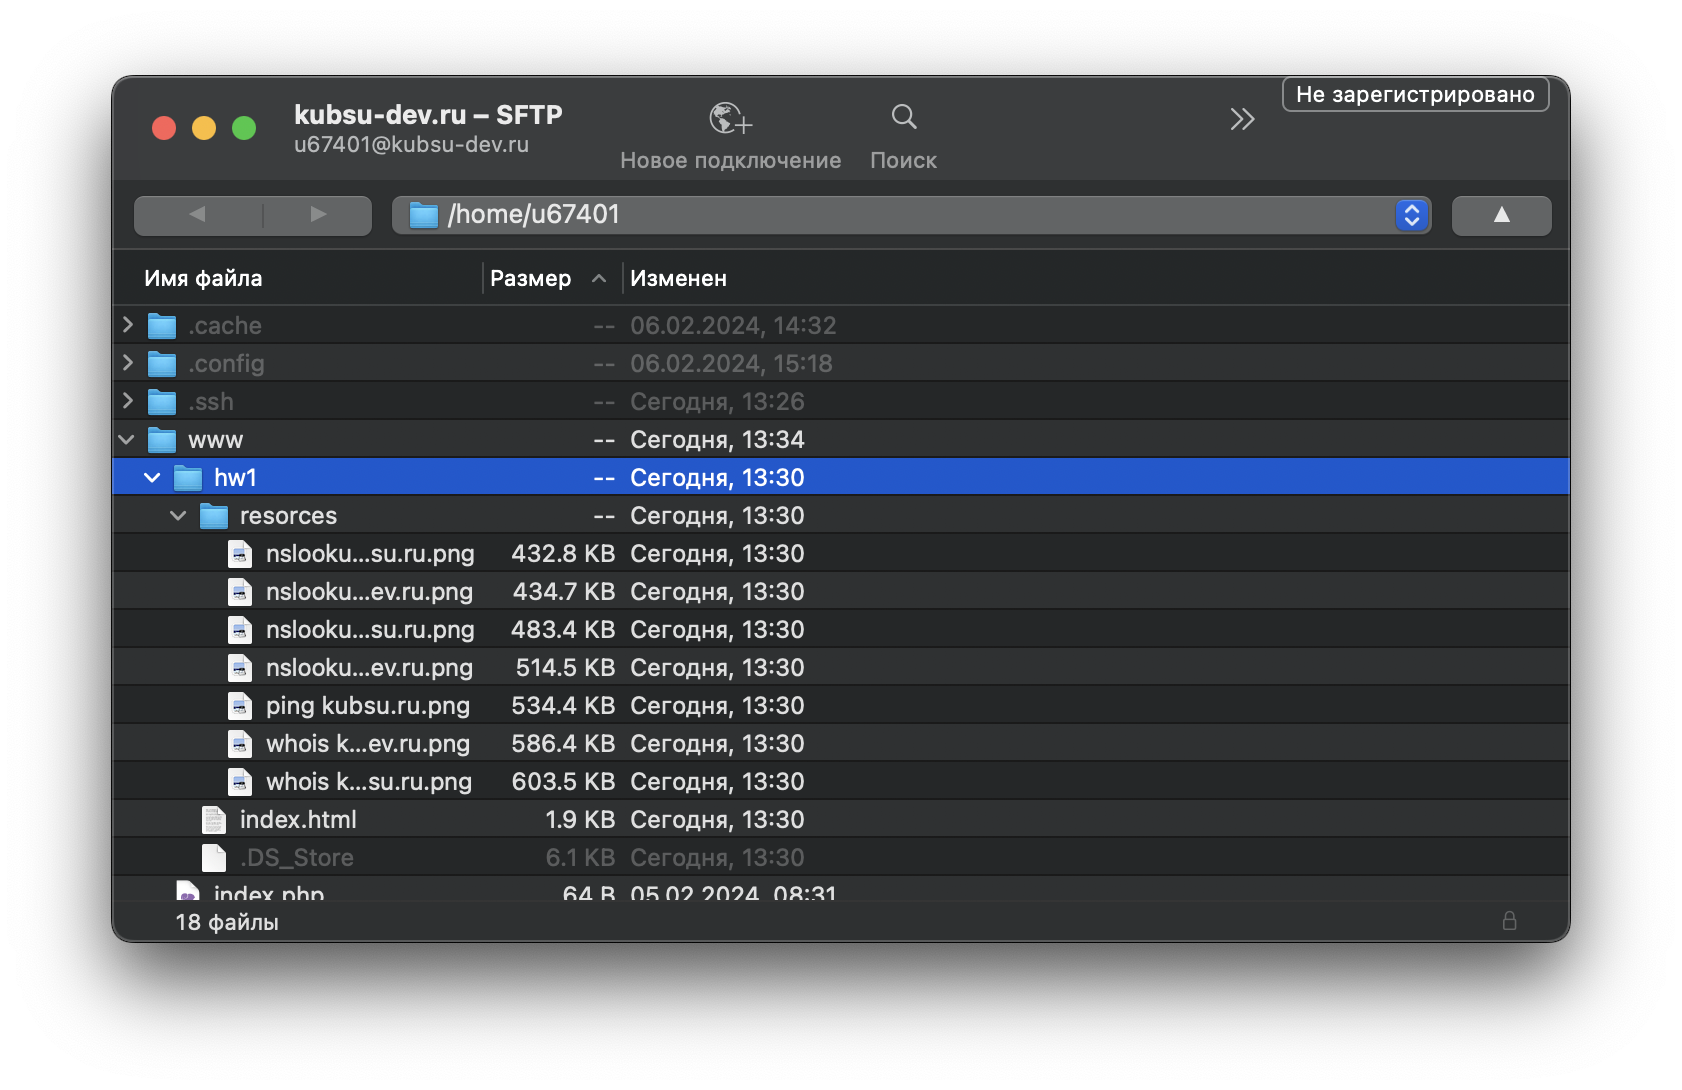 Не зарегистрировано
kubsu-dev.ru – SFTP
u67401@kubsu-dev.ru
Новое подключение
Поиск
/home/u67401
Имя файла Размер Изменен
.cache -- 06.02.2024, 14:32
.config -- 06.02.2024, 15:18
.ssh -- Сегодня, 13:26
www -- Сегодня, 13:34
hw1 -- Сегодня, 13:30
resorces -- Сегодня, 13:30
nslooku...su.ru.png 432.8 KB Сегодня, 13:30
nslooku...ev.ru.png 434.7 KB Сегодня, 13:30
nslooku...su.ru.png 483.4 KB Сегодня, 13:30
nslooku...ev.ru.png 514.5 KB Сегодня, 13:30
ping kubsu.ru.png 534.4 KB Сегодня, 13:30
whois k...ev.ru.png 586.4 KB Сегодня, 13:30
whois k...su.ru.png 603.5 KB Сегодня, 13:30
index.html 1.9 KB Сегодня, 13:30
.DS_Store 6.1 KB Сегодня, 13:30
index.php 64 B 05.02.2024, 08:31
18 файлы